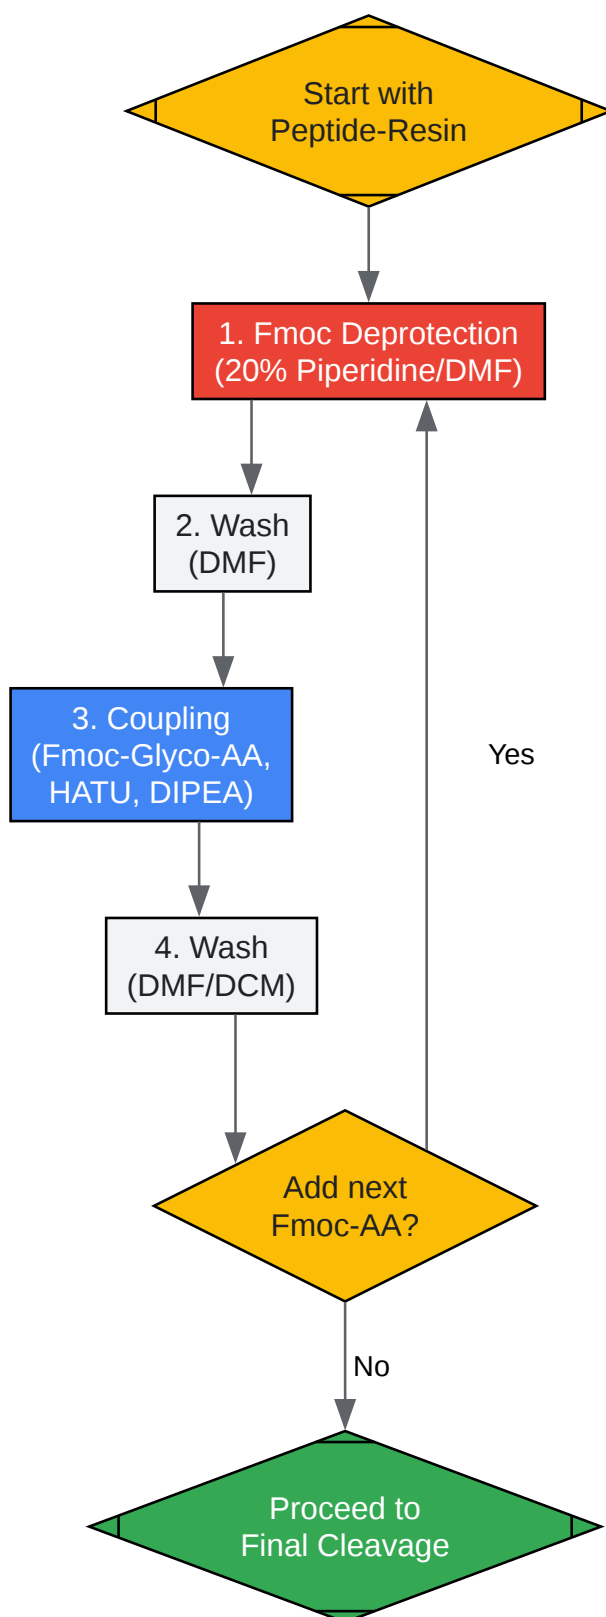 Start with
Peptide-Resin
1. Fmoc Deprotection
(20% Piperidine/DMF)
2. Wash
(DMF)
3. Coupling
(Fmoc-Glyco-AA,
HATU, DIPEA)
Yes
4. Wash
(DMF/DCM)
Add next
Fmoc-AA?
No
Proceed to
Final Cleavage